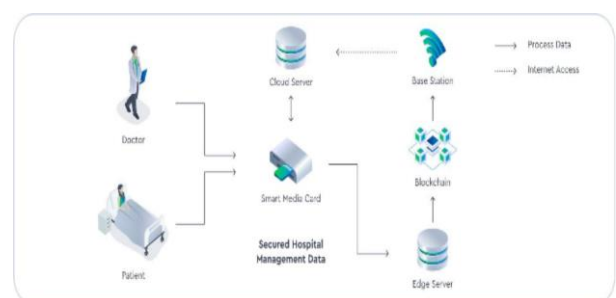 Process Data
Cloud Server
Base Station
Internet Access
Doctor
Smart Media Card
Blockchain
Secured Hospital
Management Data
Patient
Edge Server